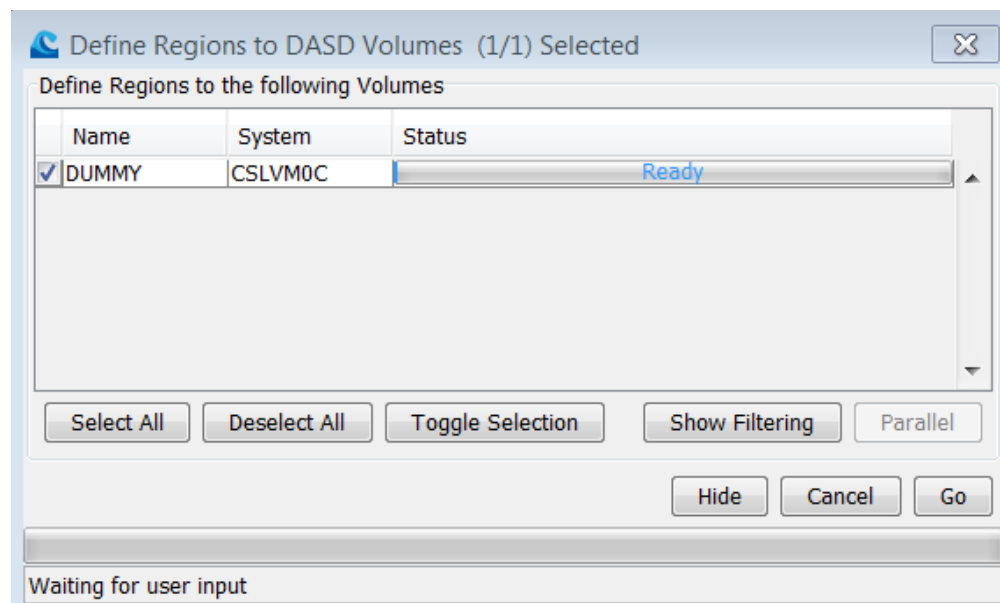 Define Regions to DASD Volumes (1/1) Selected
Define Regions to the following Volumes
Name System Status
DUMMY CSLVM0C Ready
Select All Deselect All Toggle Selection Show Filtering Parallel
Hide Cancel Go
Waiting for user input